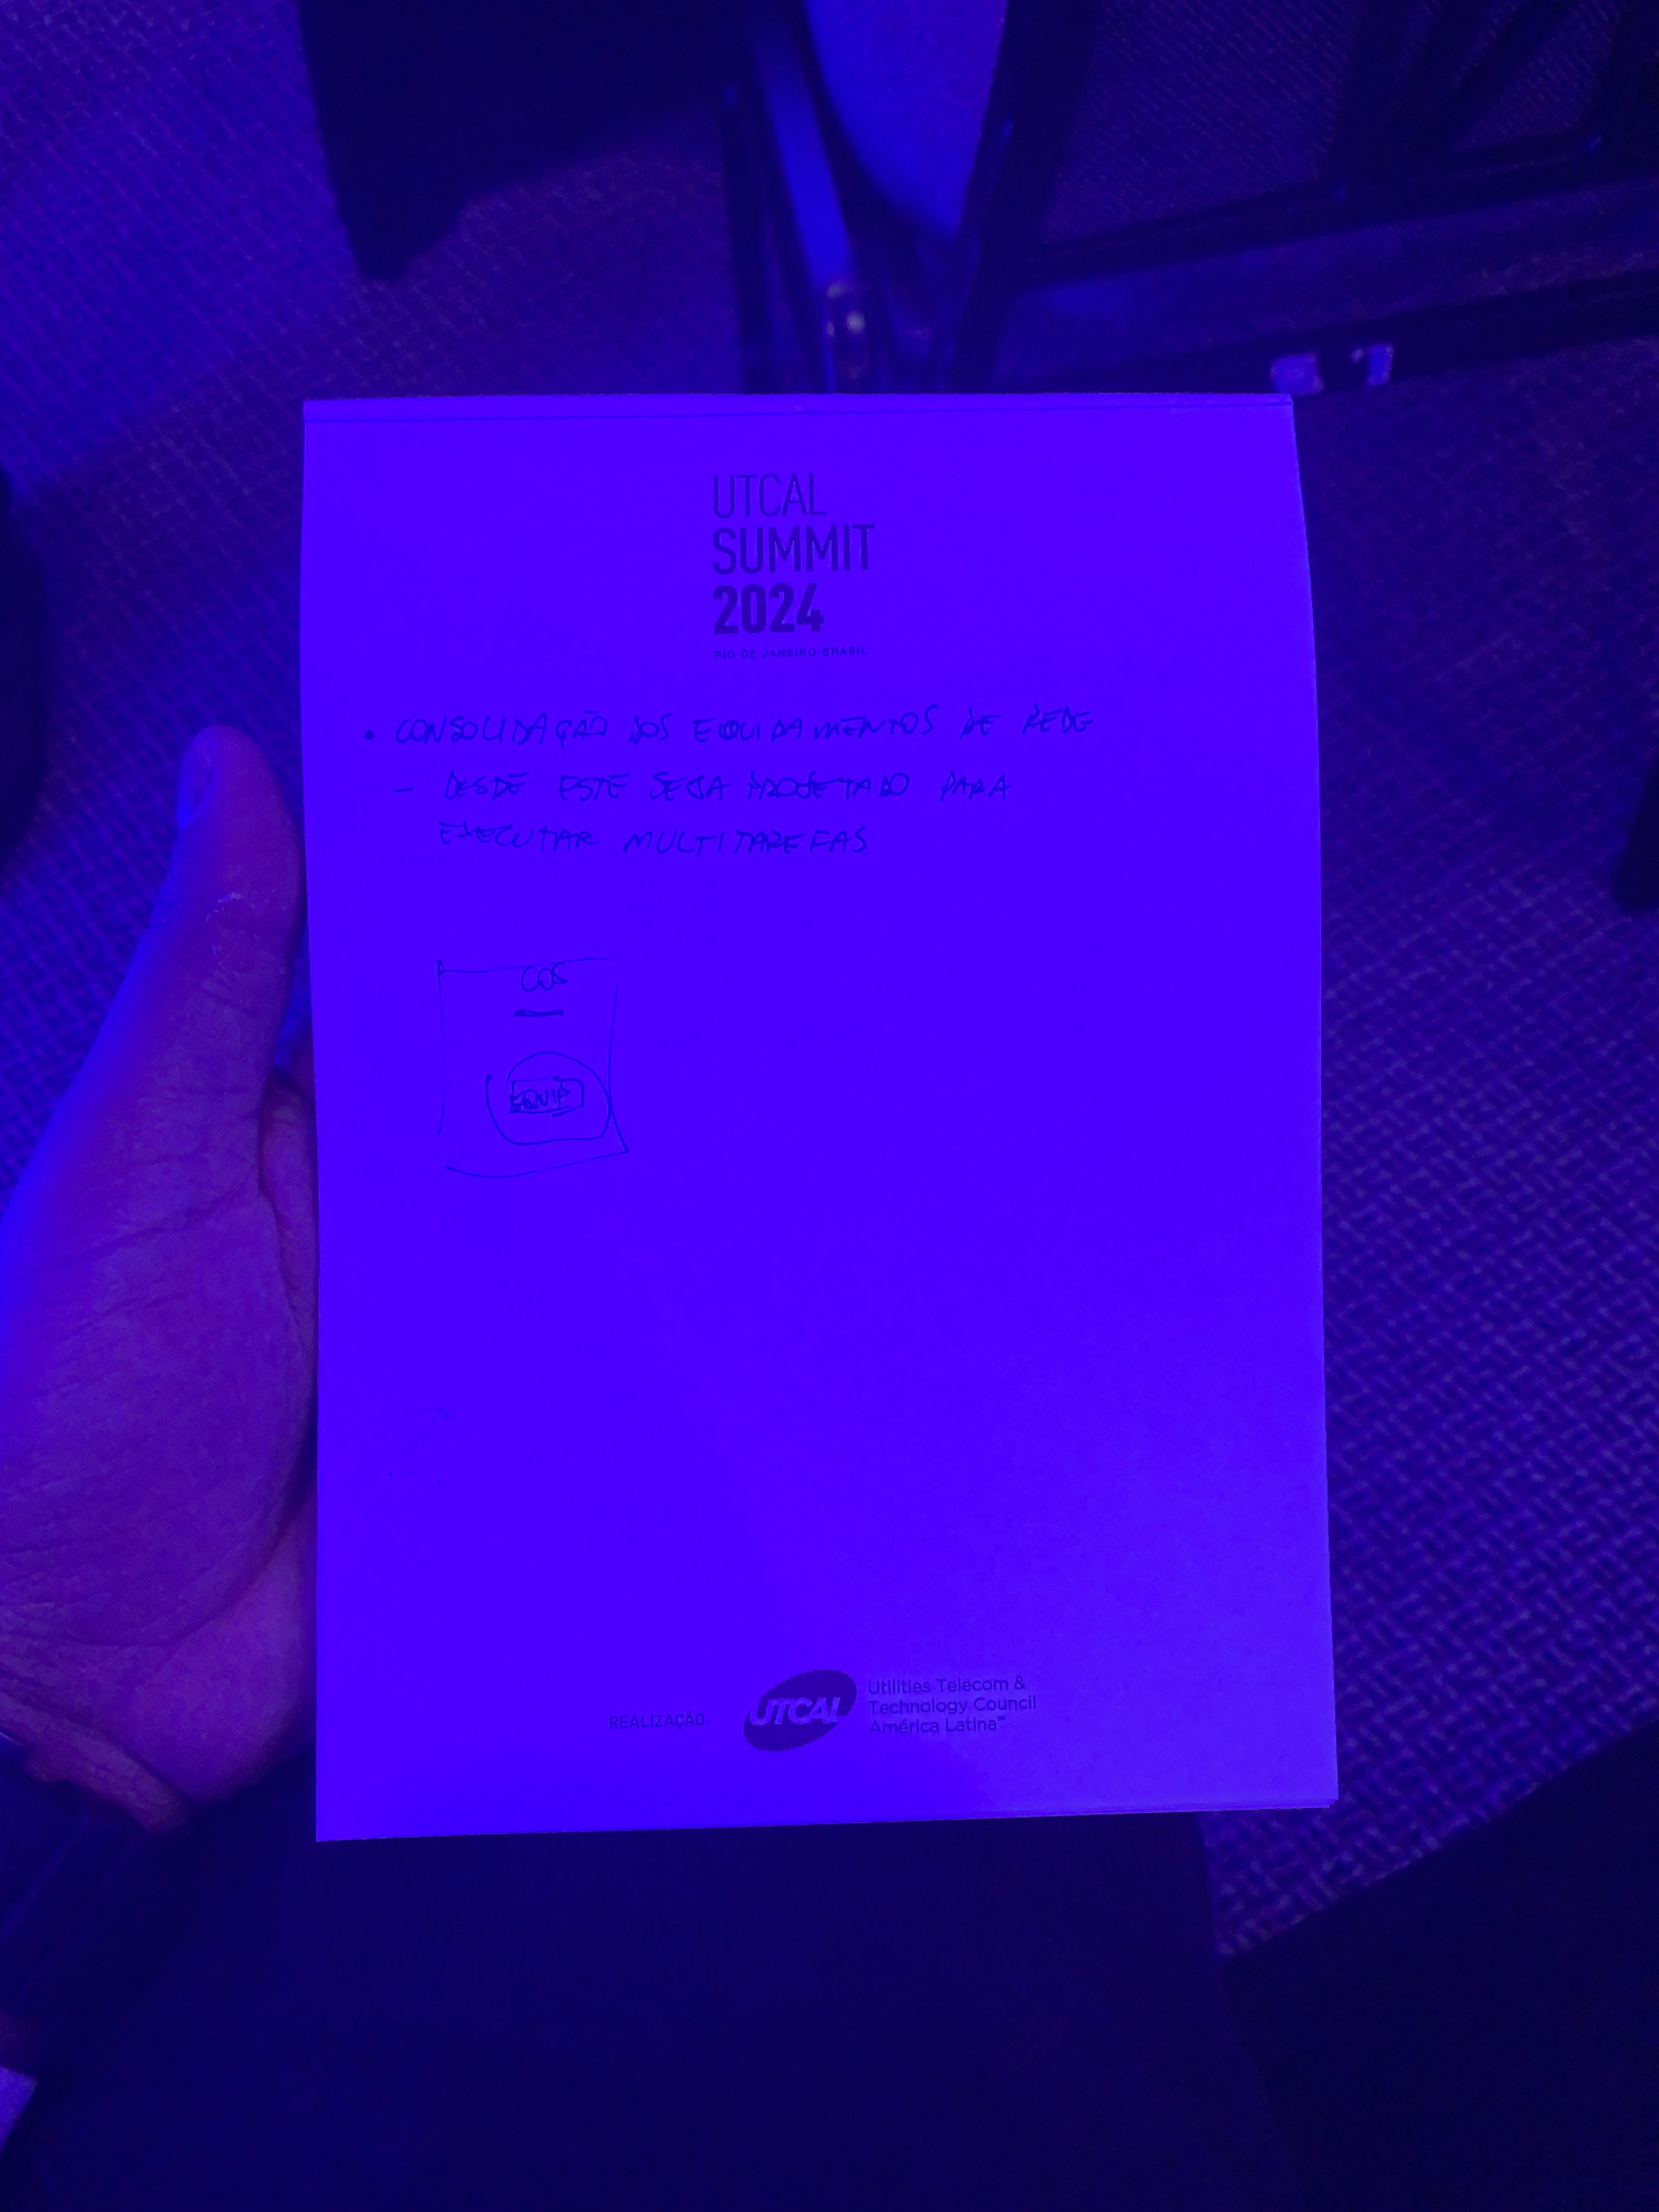 UTCAL
SUMMIT
2024
RIO DE JANEIRO-BRASIL
• CONSOLIDAÇÃO DOS EQUIPAMENTOS DE REDE
- DESDE ESTE SEJA PROJETADO PARA
EXECUTAR MULTITAREFAS
COS
EQUIP
REALIZAÇÃO:
UTCAL
Utilities Telecom &
Technology Council
América Latina℠